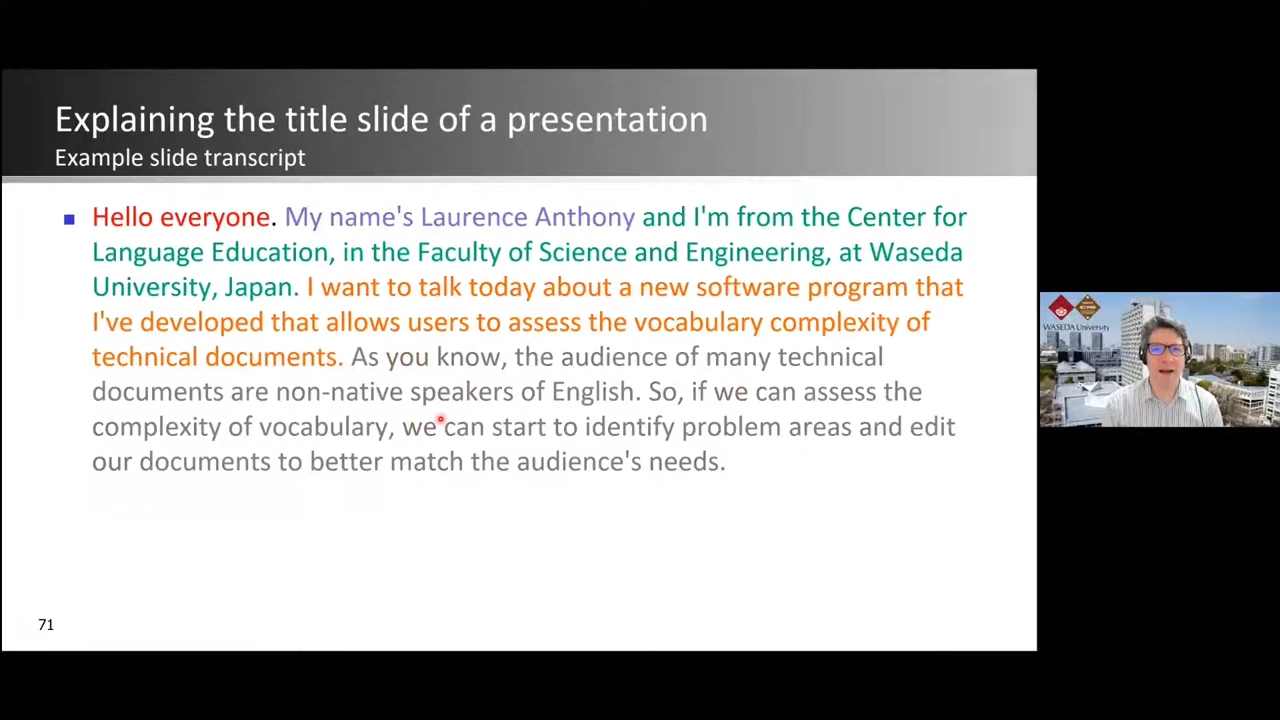 Explaining the title slide of a presentation
Example slide transcript
Hello everyone. My name's Laurence Anthony and I'm from the Center for
Language Education, in the Faculty of Science and Engineering, at Waseda
University, Japan. I want to talk today about a new software program that
I've developed that allows users to assess the vocabulary complexity of
technical documents. As you know, the audience of many technical
documents are non-native speakers of English. So, if we can assess the
complexity of vocabulary, we can start to identify problem areas and edit
our documents to better match the audience's needs.
71
WASEDA University